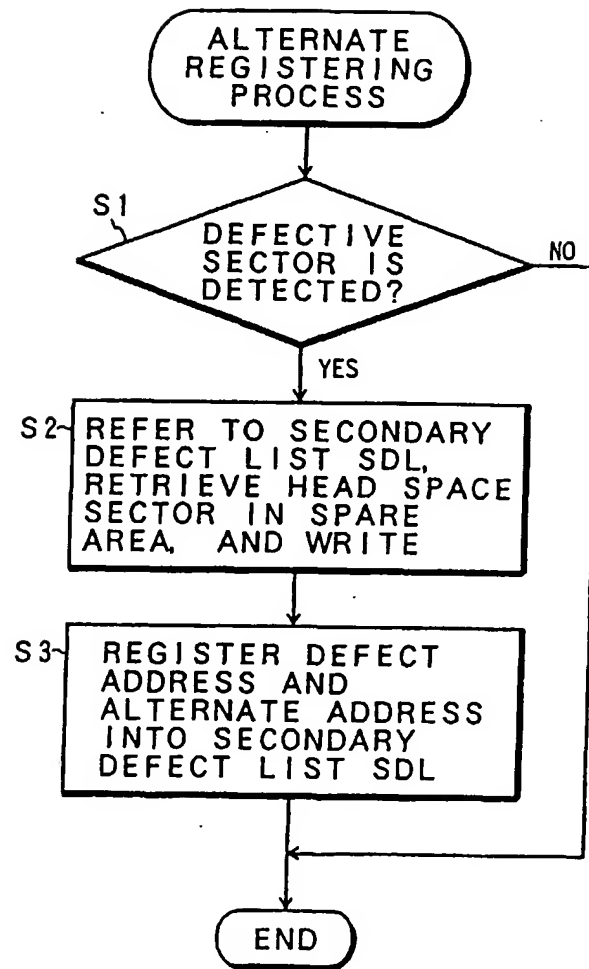 ALTERNATE
REGISTERING
PROCESS
S1
DEFECTIVE
SECTOR IS
DETECTED?
NO
YES
S2
REFER TO SECONDARY
DEFECT LIST SDL,
RETRIEVE HEAD SPACE
SECTOR IN SPARE
AREA, AND WRITE
S3
REGISTER DEFECT
ADDRESS AND
ALTERNATE ADDRESS
INTO SECONDARY
DEFECT LIST SDL
END